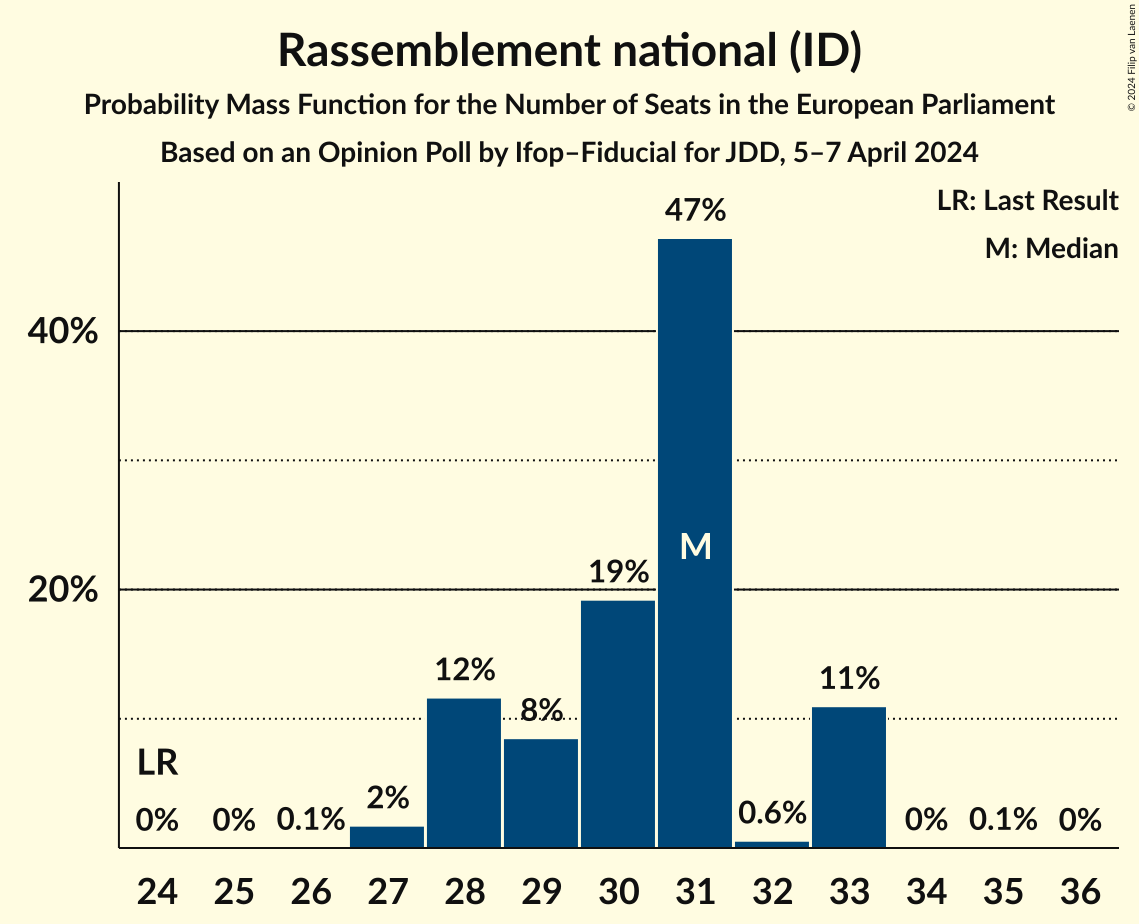 Rassemblement national (ID)
Probability Mass Function for the Number of Seats in the European Parliament
Based on an Opinion Poll by Ifop–Fiducial for JDD, 5–7 April 2024
© 2024 Filip van Laenen
LR: Last Result
M: Median
40%
20%
LR
0%
0%
0.1%
2%
12%
8%
19%
47%
M
0.6%
11%
0%
0.1%
0%
24 25 26 27 28 29 30 31 32 33 34 35 36